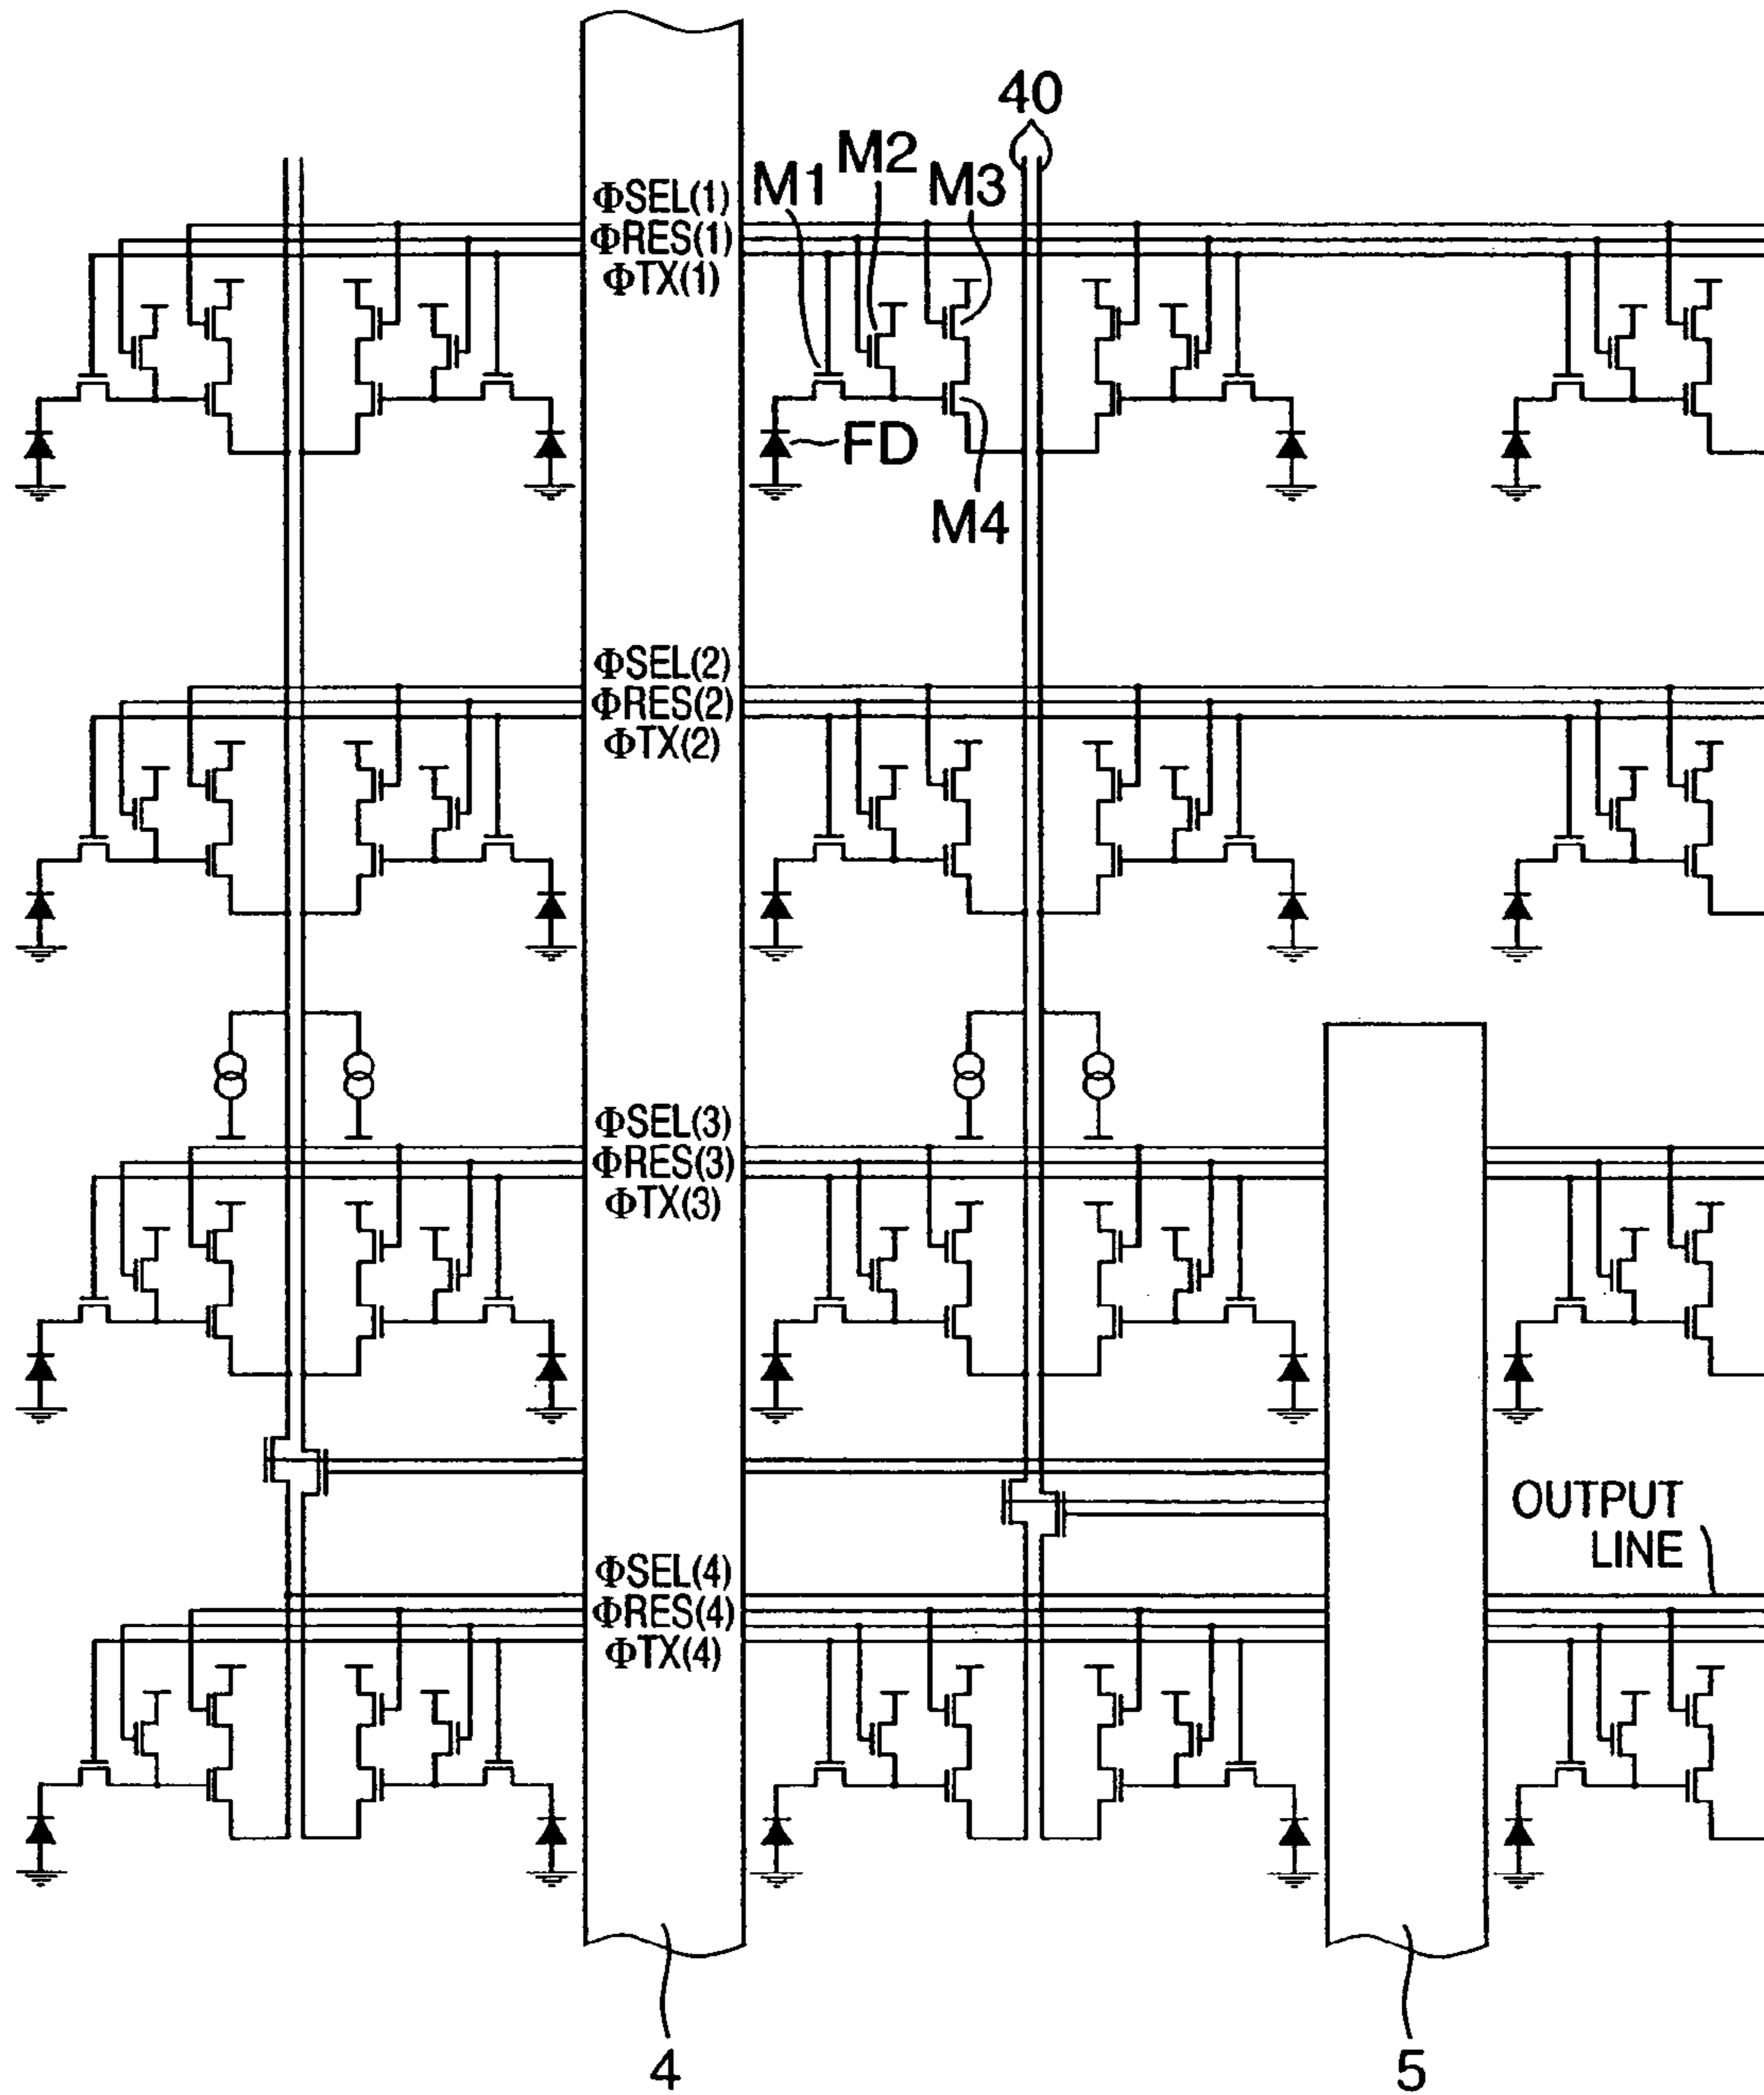 40
M2
M1
M3
ΦSEL(1)
ΦRES(1)
ΦTX(1)
FD
M4
ΦSEL(2)
ΦRES(2)
ΦTX(2)
ΦSEL(3)
ΦRES(3)
ΦTX(3)
OUTPUT
LINE
ΦSEL(4)
ΦRES(4)
ΦTX(4)
4
5